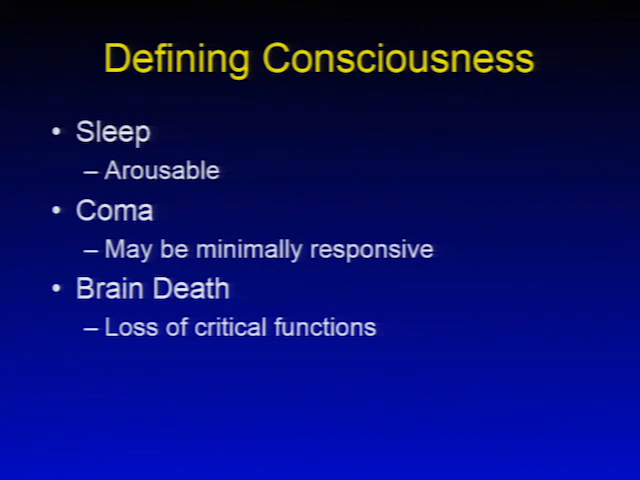 Defining Consciousness
• Sleep
– Arousable
• Coma
– May be minimally responsive
• Brain Death
– Loss of critical functions